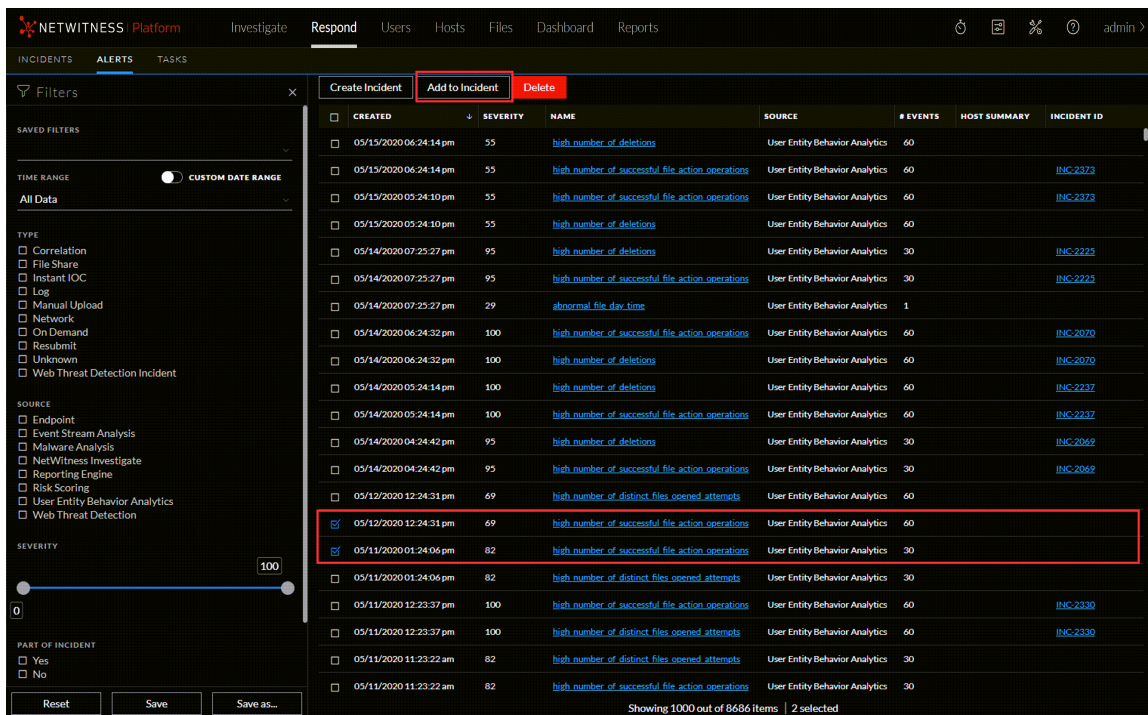 NETWITNESS Platform Investigate Respond Users Hosts Files Dashboard Reports admin >
INCIDENTS ALERTS TASKS
Filters ×
SAVED FILTERS
TIME RANGE CUSTOM DATE RANGE
All Data
TYPE
Correlation
File Share
Instant IOC
Log
Manual Upload
Network
On Demand
Resubmit
Unknown
Web Threat Detection Incident
SOURCE
Endpoint
Event Stream Analysis
Malware Analysis
NetWitness Investigate
Reporting Engine
Risk Scoring
User Entity Behavior Analytics
Web Threat Detection
SEVERITY
100
0
PART OF INCIDENT
Yes
No
Reset Save Save as...
Create Incident Add to Incident Delete
CREATED SEVERITY NAME SOURCE # EVENTS HOST SUMMARY INCIDENT ID
05/15/2020 06:24:14 pm 55 high number of deletions User Entity Behavior Analytics 60
05/15/2020 06:24:14 pm 55 high number of successful file action operations User Entity Behavior Analytics 60 INC-2373
05/15/2020 05:24:10 pm 55 high number of successful file action operations User Entity Behavior Analytics 60 INC-2373
05/15/2020 05:24:10 pm 55 high number of deletions User Entity Behavior Analytics 60
05/14/2020 07:25:27 pm 95 high number of deletions User Entity Behavior Analytics 30 INC-2225
05/14/2020 07:25:27 pm 95 high number of successful file action operations User Entity Behavior Analytics 30 INC-2225
05/14/2020 07:25:27 pm 29 abnormal file day time User Entity Behavior Analytics 1
05/14/2020 06:24:32 pm 100 high number of successful file action operations User Entity Behavior Analytics 60 INC-2070
05/14/2020 06:24:32 pm 100 high number of deletions User Entity Behavior Analytics 60 INC-2070
05/14/2020 05:24:14 pm 100 high number of deletions User Entity Behavior Analytics 60 INC-2237
05/14/2020 05:24:14 pm 100 high number of successful file action operations User Entity Behavior Analytics 60 INC-2237
05/14/2020 04:24:42 pm 95 high number of deletions User Entity Behavior Analytics 30 INC-2069
05/14/2020 04:24:42 pm 95 high number of successful file action operations User Entity Behavior Analytics 30 INC-2069
05/12/2020 12:24:31 pm 69 high number of distinct files opened attempts User Entity Behavior Analytics 60
05/12/2020 12:24:31 pm 69 high number of successful file action operations User Entity Behavior Analytics 60
05/11/2020 01:24:06 pm 82 high number of successful file action operations User Entity Behavior Analytics 30
05/11/2020 01:24:06 pm 82 high number of distinct files opened attempts User Entity Behavior Analytics 30
05/11/2020 12:23:37 pm 100 high number of successful file action operations User Entity Behavior Analytics 60 INC-2330
05/11/2020 12:23:37 pm 100 high number of distinct files opened attempts User Entity Behavior Analytics 60 INC-2330
05/11/2020 11:23:22 am 82 high number of distinct files opened attempts User Entity Behavior Analytics 30
05/11/2020 11:23:22 am 82 high number of successful file action operations User Entity Behavior Analytics 30
Showing 1000 out of 8686 items | 2 selected